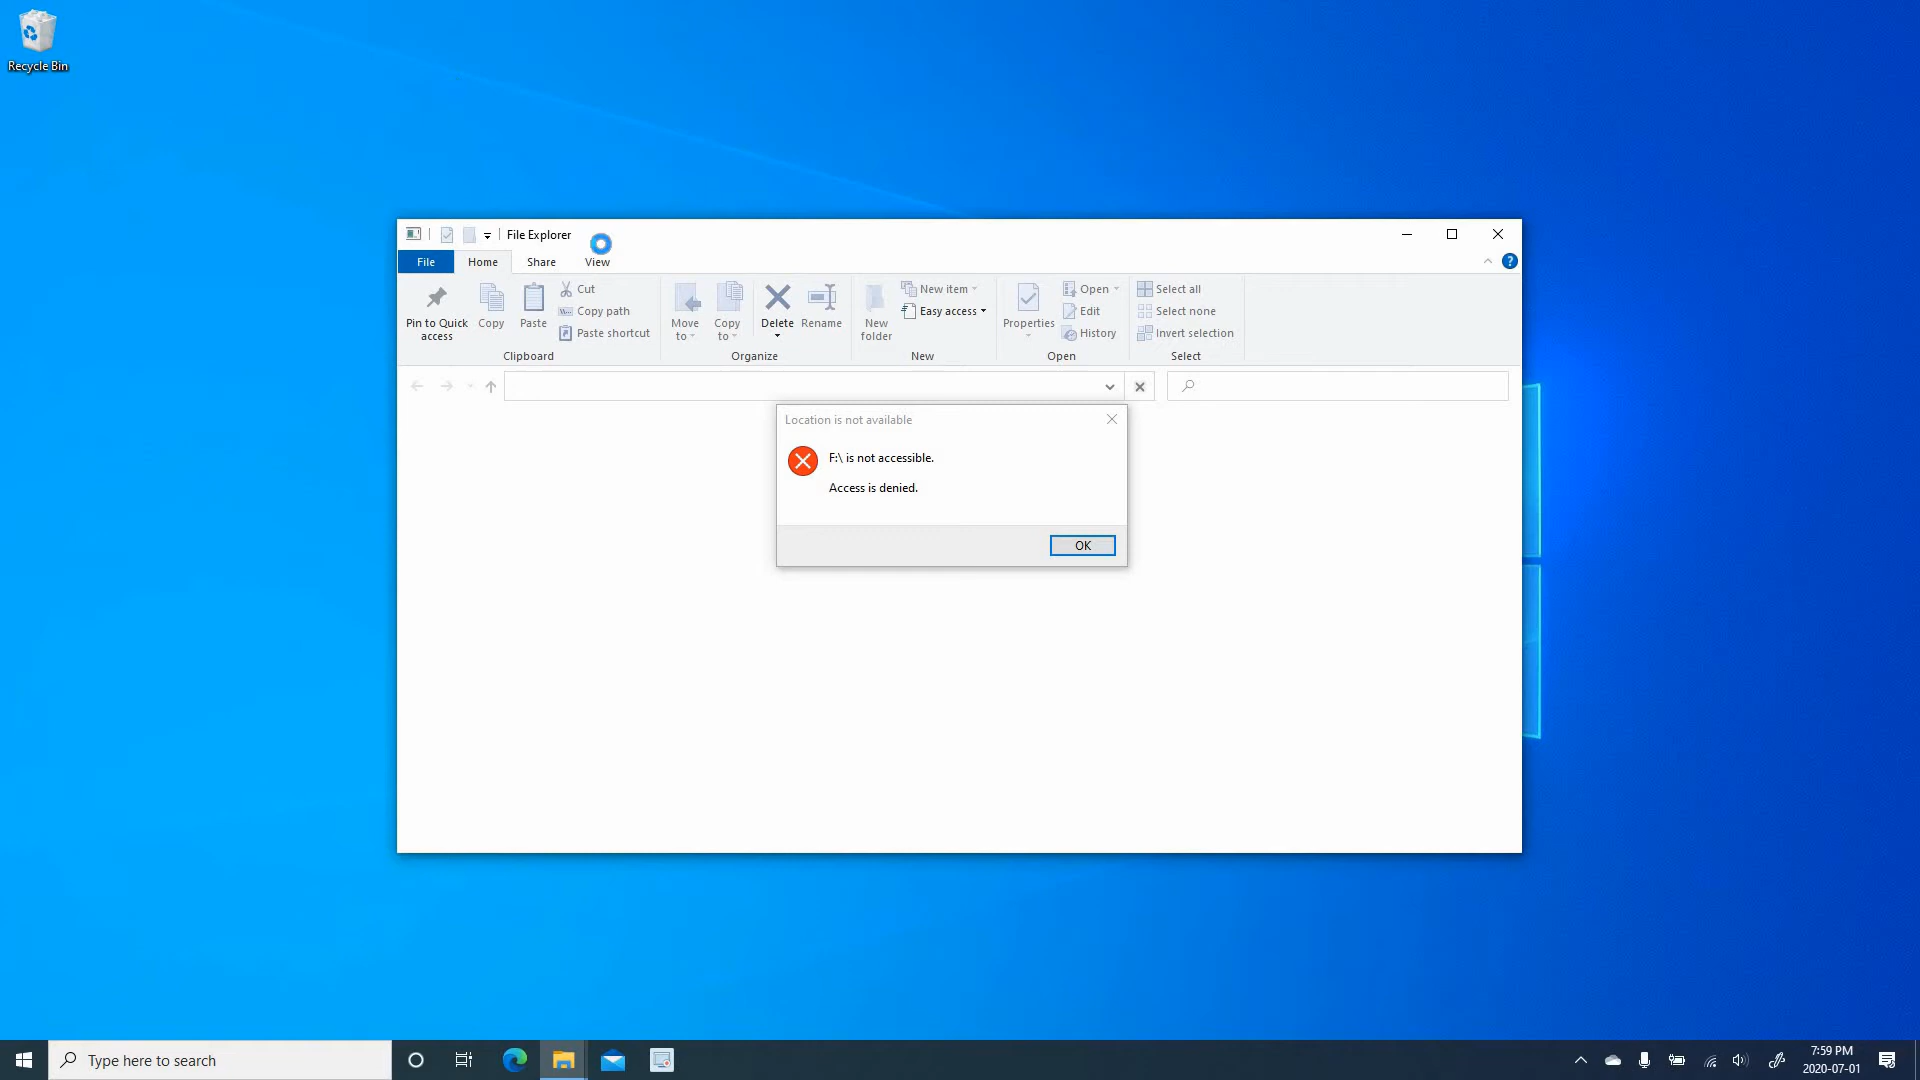 Recycle Bin
File Explorer
File
Home
Share
View
?
Pin to Quick
access
Copy
Paste
Cut
Copy path
Paste shortcut
Clipboard
Move
to
Copy
to
Delete
Rename
Organize
New
folder
New item
Easy access
New
Properties
Open
Edit
History
Open
Select all
Select none
Invert selection
Select
Location is not available
F:\ is not accessible.
Access is denied.
OK
Type here to search
7:59 PM
2020-07-01